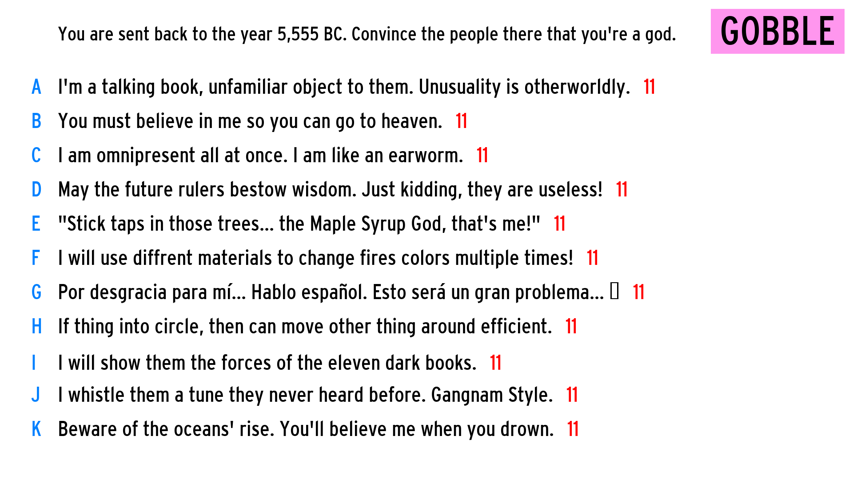 You are sent back to the year 5,555 BC. Convince the people there that you're a god.
GOBBLE
A I'm a talking book, unfamiliar object to them. Unusuality is otherworldly. 11
B You must believe in me so you can go to heaven. 11
C I am omnipresent all at once. I am like an earworm. 11
D May the future rulers bestow wisdom. Just kidding, they are useless! 11
E "Stick taps in those trees... the Maple Syrup God, that's me!" 11
F I will use diffrent materials to change fires colors multiple times! 11
G Por desgracia para mí... Hablo español. Esto será un gran problema... ▯ 11
H If thing into circle, then can move other thing around efficient. 11
I I will show them the forces of the eleven dark books. 11
J I whistle them a tune they never heard before. Gangnam Style. 11
K Beware of the oceans' rise. You'll believe me when you drown. 11